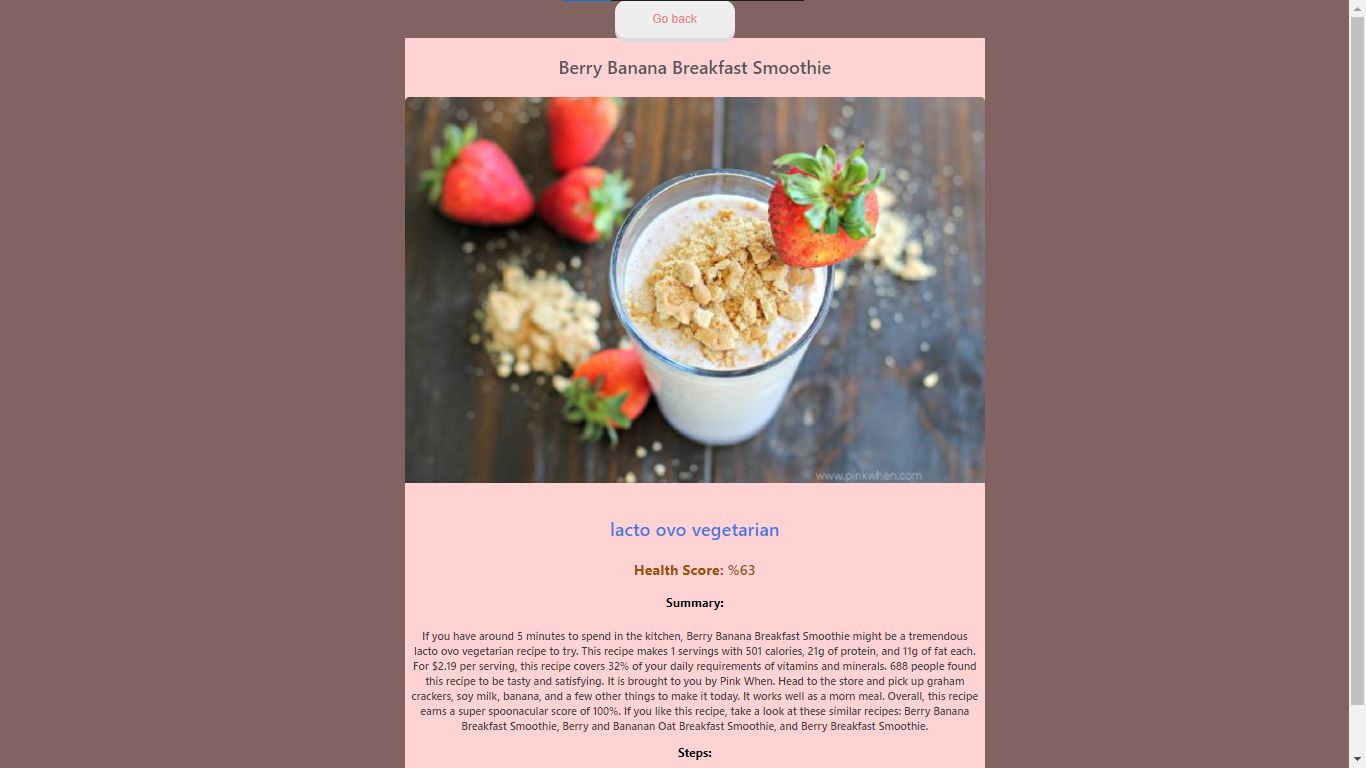 Go back
Berry Banana Breakfast Smoothie
www.pinkwhen.com
lacto ovo vegetarian
Health Score: %63
Summary:
If you have around 5 minutes to spend in the kitchen, Berry Banana Breakfast Smoothie might be a tremendous
lacto ovo vegetarian recipe to try. This recipe makes 1 servings with 501 calories, 21g of protein, and 11g of fat each.
For $2.19 per serving, this recipe covers 32% of your daily requirements of vitamins and minerals. 688 people found
this recipe to be tasty and satisfying. It is brought to you by Pink When. Head to the store and pick up graham
crackers, soy milk, banana, and a few other things to make it today. It works well as a morn meal. Overall, this recipe
earns a super spoonacular score of 100%. If you like this recipe, take a look at these similar recipes: Berry Banana
Breakfast Smoothie, Berry and Bananan Oat Breakfast Smoothie, and Berry Breakfast Smoothie.
Steps: